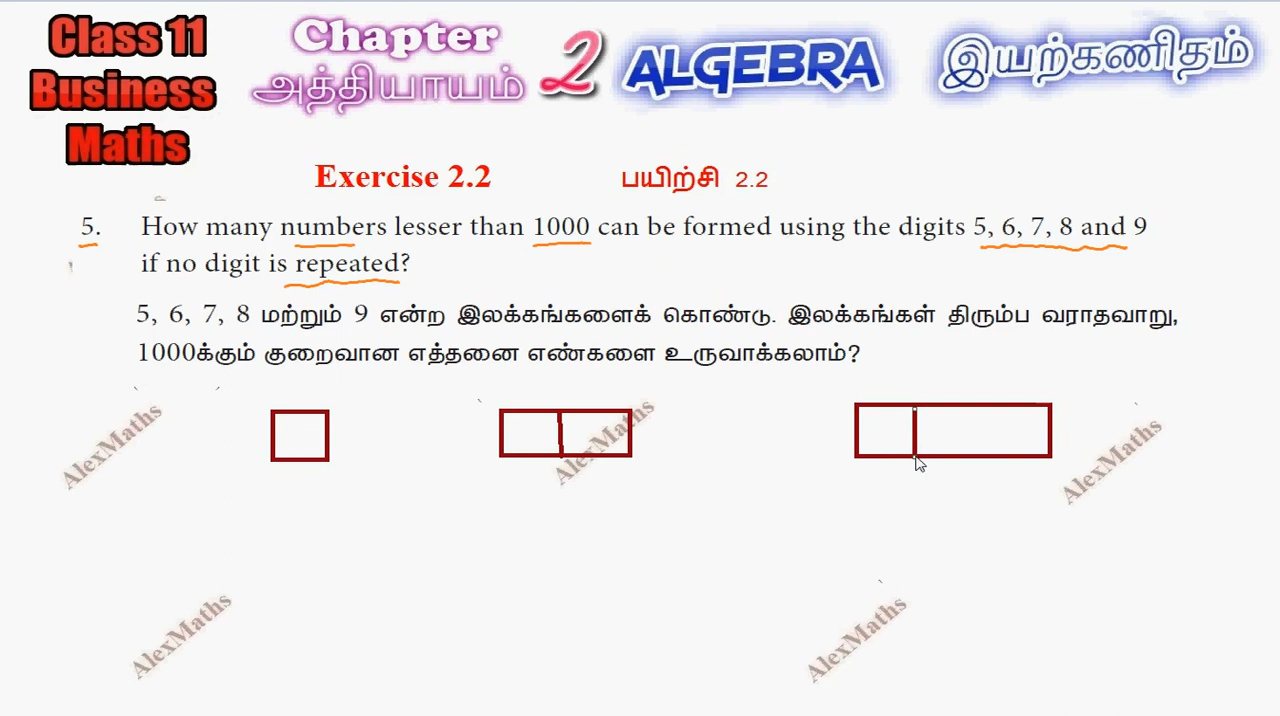 Class 11
Business
Maths
Chapter
அத்தியாயம்
2
ALGEBRA
இயற்கணிதம்
Exercise 2.2
பயிற்சி 2.2
5. How many numbers lesser than 1000 can be formed using the digits 5, 6, 7, 8 and 9
if no digit is repeated?
5, 6, 7, 8 மற்றும் 9 என்ற இலக்கங்களைக் கொண்டு. இலக்கங்கள் திரும்ப வராதவாறு,
1000க்கும் குறைவான எத்தனை எண்களை உருவாக்கலாம்?
AlexMaths
AlexMaths
AlexMaths
AlexMaths
AlexMaths